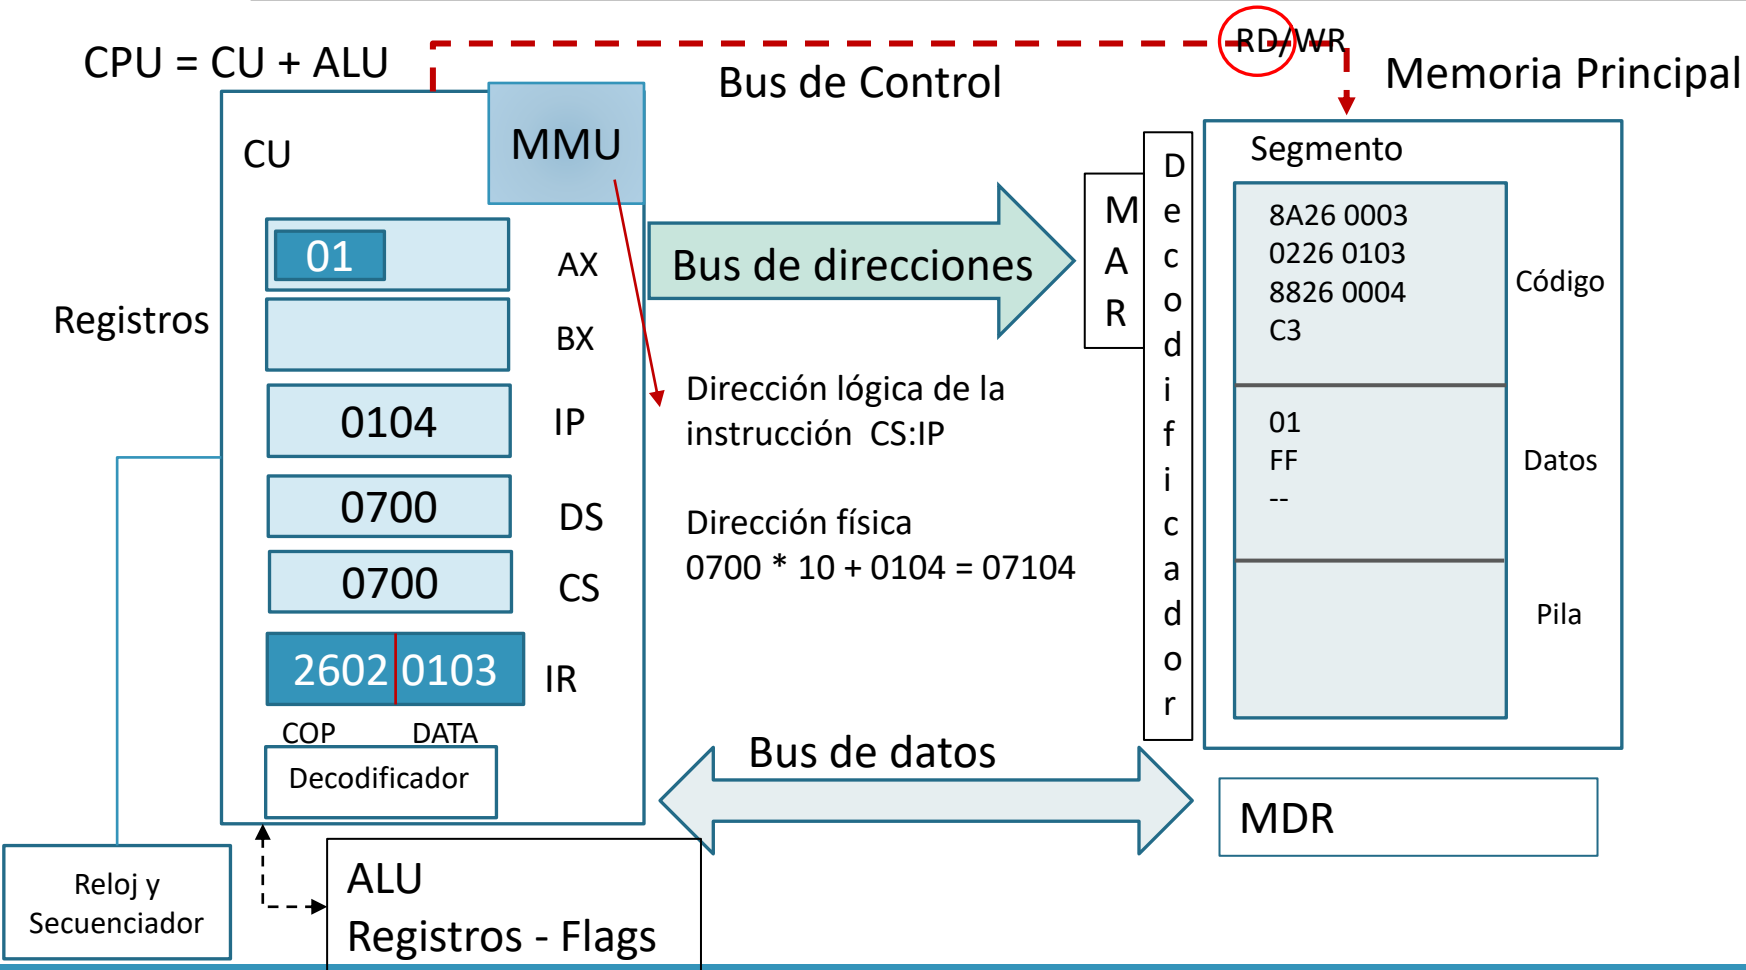 CPU = CU + ALU
RD/WR
Bus de Control
Memoria Principal
CU
MMU
Registros
01
AX
BX
0104
IP
0700
DS
0700
CS
2602 0103
IR
COP DATA
Decodificador
Reloj y
Secuenciador
ALU
Registros - Flags
Bus de direcciones
Dirección lógica de la
instrucción CS:IP
Dirección física
0700 * 10 + 0104 = 07104
Bus de datos
M
A
R
D
e
c
o
d
i
f
i
c
a
d
o
r
Segmento
8A26 0003
0226 0103
8826 0004
C3
Código
01
FF
--
Datos
Pila
MDR